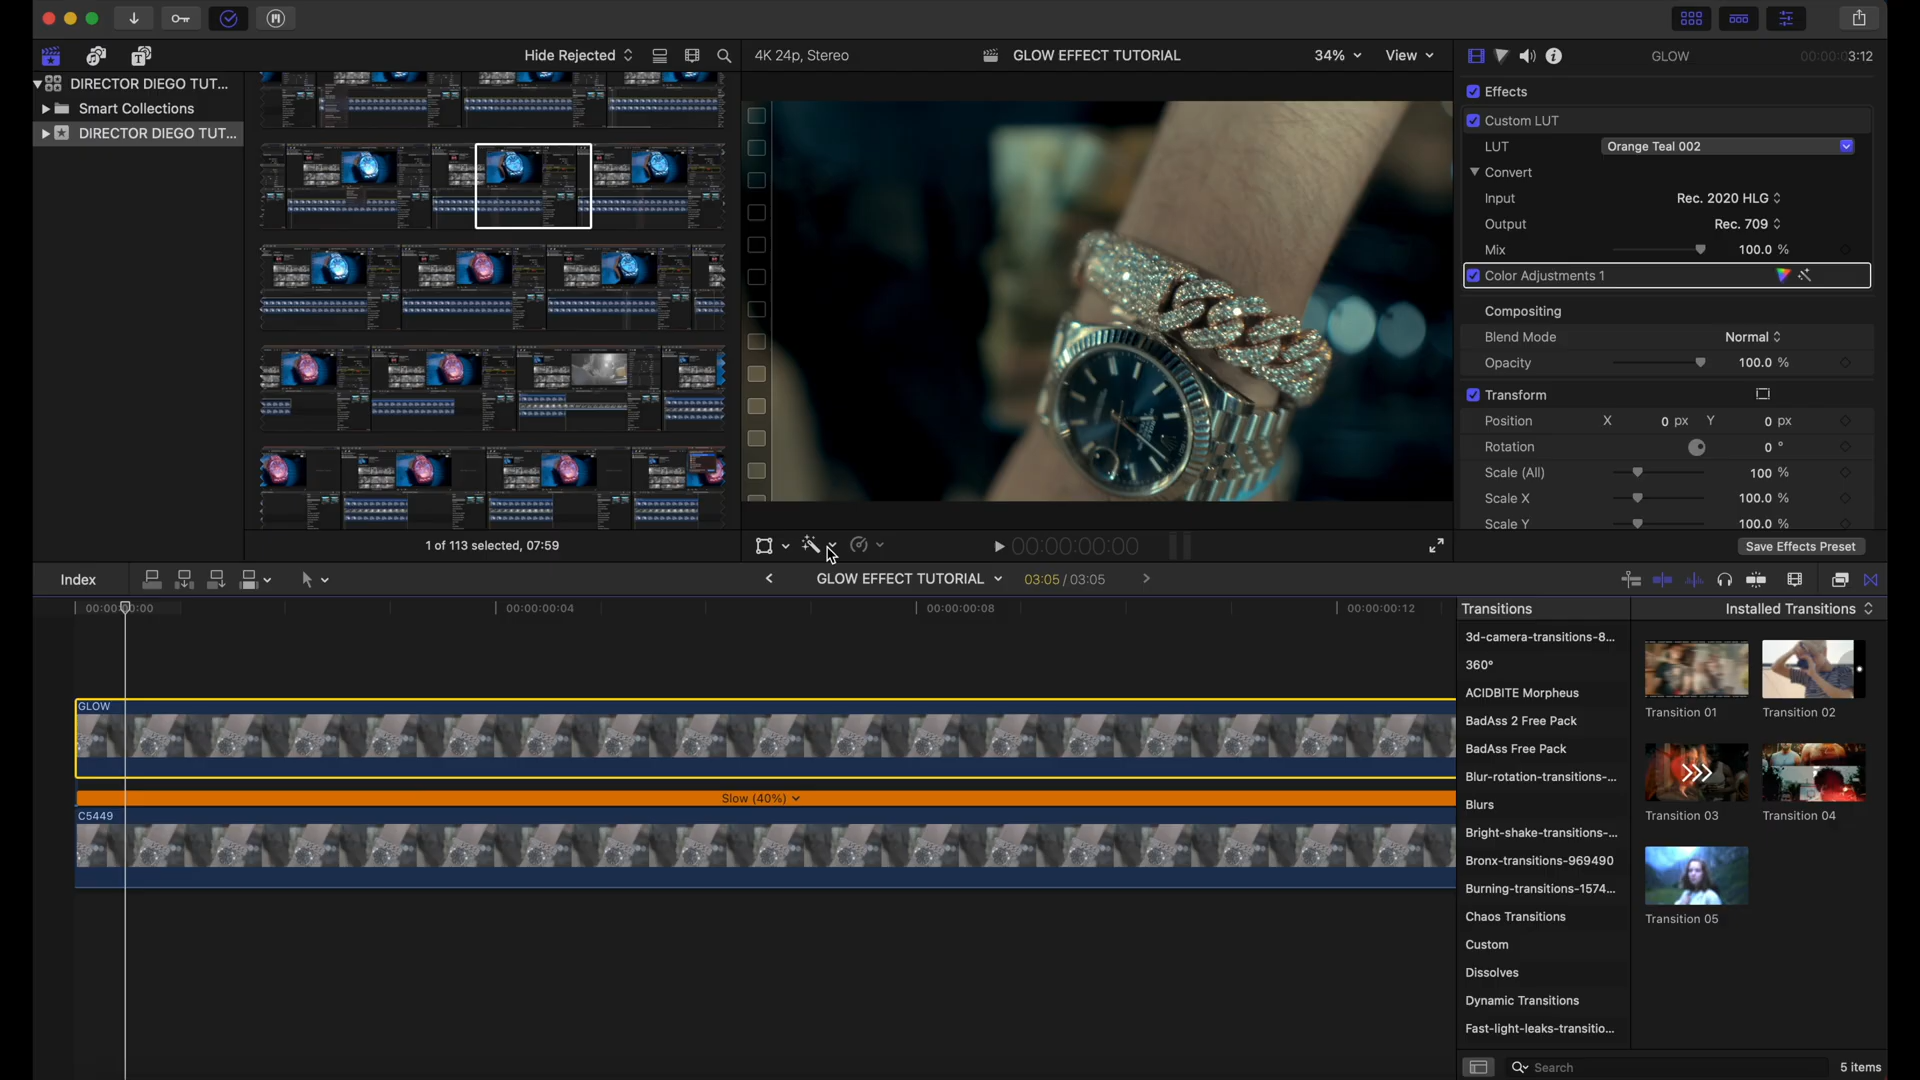 Hide Rejected
4K 24p, Stereo
GLOW EFFECT TUTORIAL
34%
View
GLOW
00:00:03:12
DIRECTOR DIEGO TUT...
Smart Collections
DIRECTOR DIEGO TUT...
Effects
Custom LUT
LUT
Orange Teal 002
Convert
Input
Rec. 2020 HLG
Output
Rec. 709
Mix
100.0 %
Color Adjustments 1
Compositing
Blend Mode
Normal
Opacity
100.0 %
Transform
Position
X
0 px
Y
0 px
Rotation
0 °
Scale (All)
100 %
Scale X
100.0 %
Scale Y
100.0 %
1 of 113 selected, 07:59
00:00:00:00
Save Effects Preset
Index
GLOW EFFECT TUTORIAL
03:05 / 03:05
00:00:00:04
00:00:00:08
00:00:00:12
Transitions
Installed Transitions
GLOW
Slow (40%)
C5449
3d-camera-transitions-8...
360°
ACIDBITE Morpheus
BadAss 2 Free Pack
BadAss Free Pack
Blur-rotation-transitions-...
Blurs
Bright-shake-transitions-...
Bronx-transitions-969490
Burning-transitions-1574...
Chaos Transitions
Custom
Dissolves
Dynamic Transitions
Fast-light-leaks-transitio...
Transition 01
Transition 02
Transition 03
Transition 04
Transition 05
Search
5 items